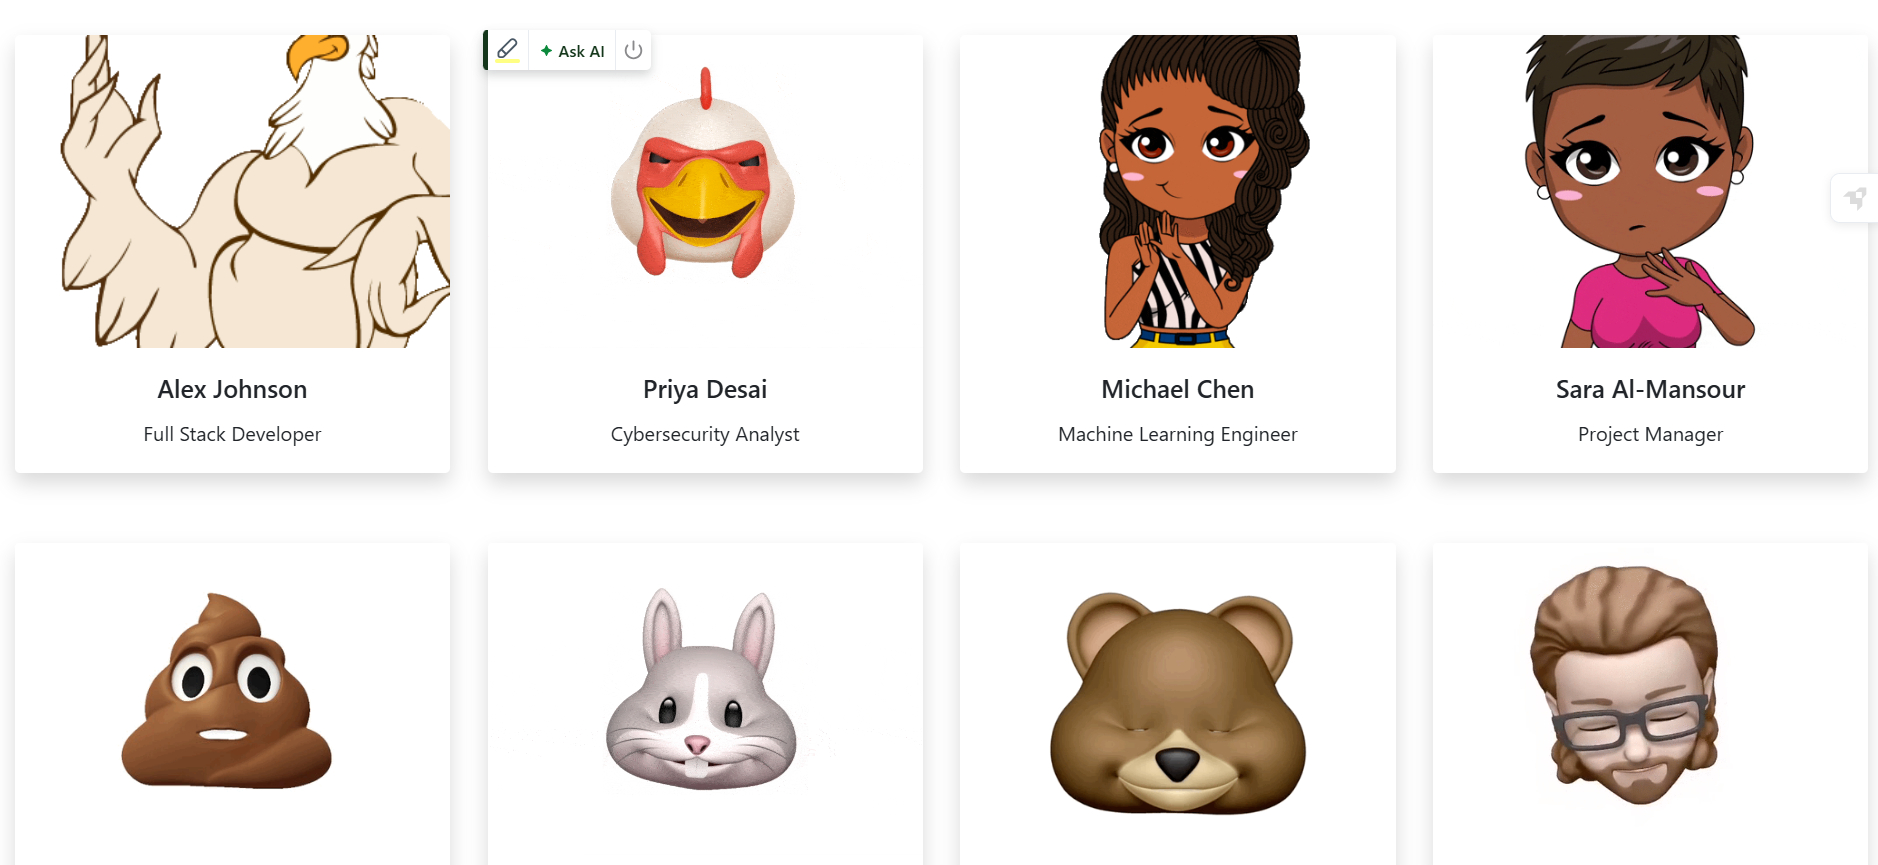 Ask AI
Alex Johnson
Full Stack Developer
Priya Desai
Cybersecurity Analyst
Michael Chen
Machine Learning Engineer
Sara Al-Mansour
Project Manager